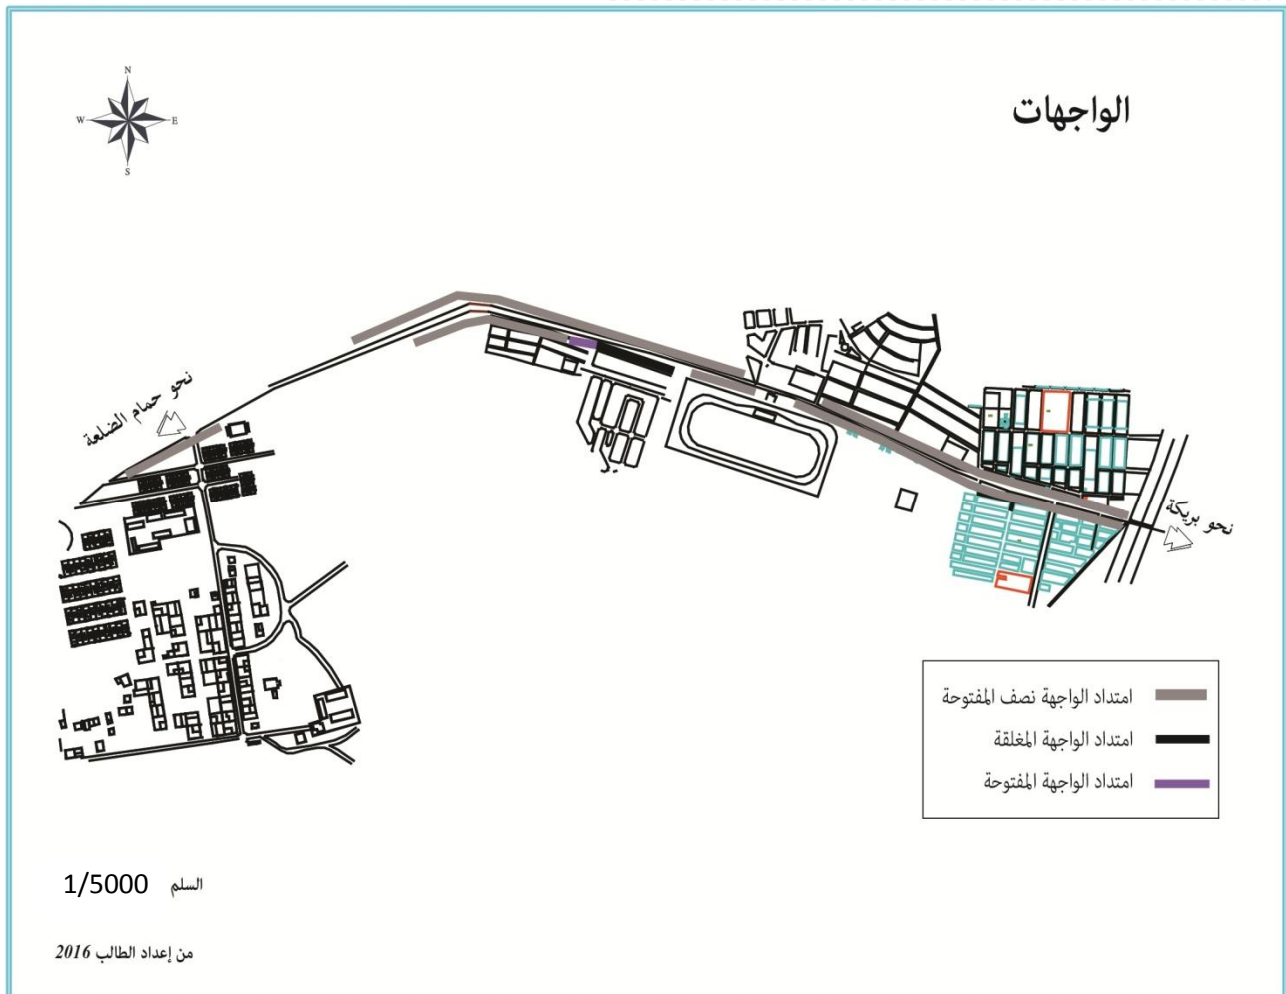 الواجهات
N
W
E
S
نحو حمام الضلعة
نحو بريكة
امتداد الواجهة نصف المفتوحة
امتداد الواجهة المغلقة
امتداد الواجهة المفتوحة
السلم 1/5000
من إعداد الطالب 2016